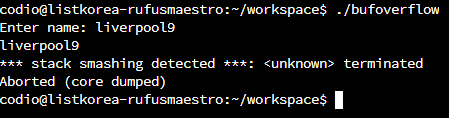 codio@listkorea-rufusmaestro:~/workspace$ ./bufoverflow
Enter name: liverpool9
liverpool9
*** stack smashing detected ***: <unknown> terminated
Aborted (core dumped)
codio@listkorea-rufusmaestro:~/workspace$